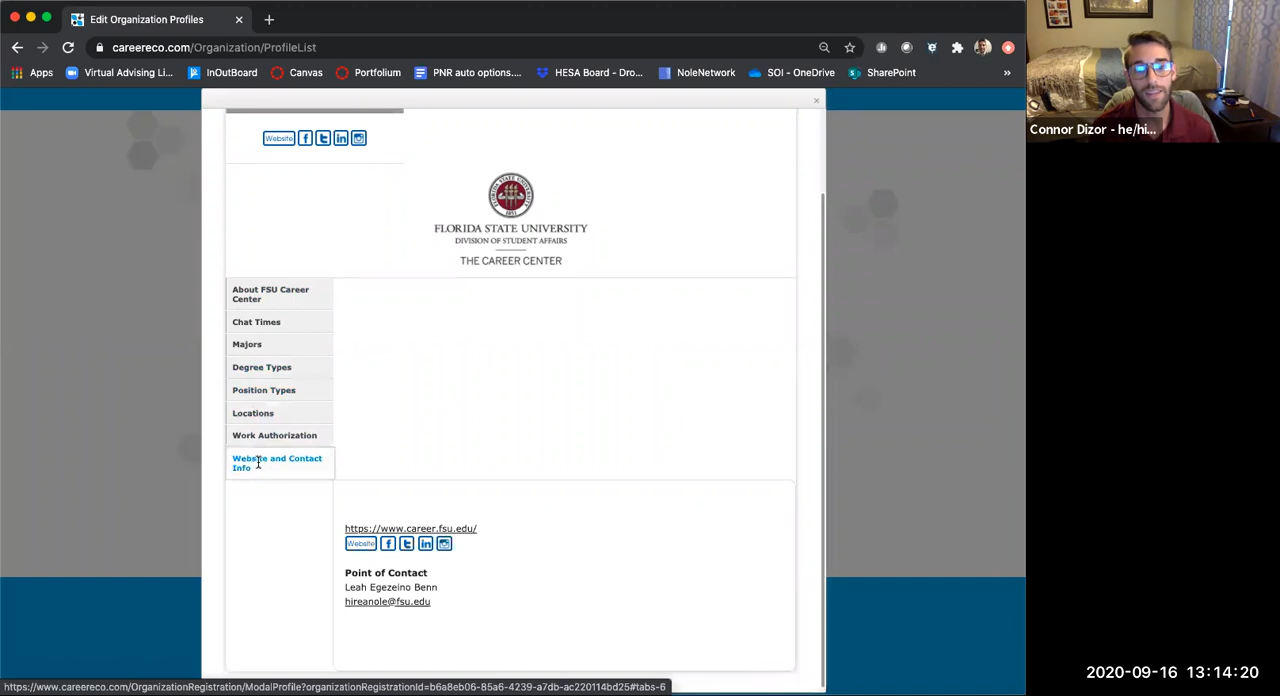 Edit Organization Profiles
careereco.com/Organization/ProfileList
Apps Virtual Advising Li... InOutBoard Canvas Portfolium PNR auto options.... HESA Board - Dro... NoleNetwork SOI - OneDrive SharePoint »
Connor Dizor - he/hi...
Website
1851
FLORIDA STATE UNIVERSITY
DIVISION OF STUDENT AFFAIRS
THE CAREER CENTER
About FSU Career
Center
Chat Times
Majors
Degree Types
Position Types
Locations
Work Authorization
Website and Contact
Info
https://www.career.fsu.edu/
Website
Point of Contact
Leah Egezeino Benn
hireanole@fsu.edu
2020-09-16 13:14:20
https://www.careereco.com/OrganizationRegistration/ModalProfile?organizationRegistrationId=b6a8eb06-85a6-4239-a7db-ac220114bd25#tabs-6